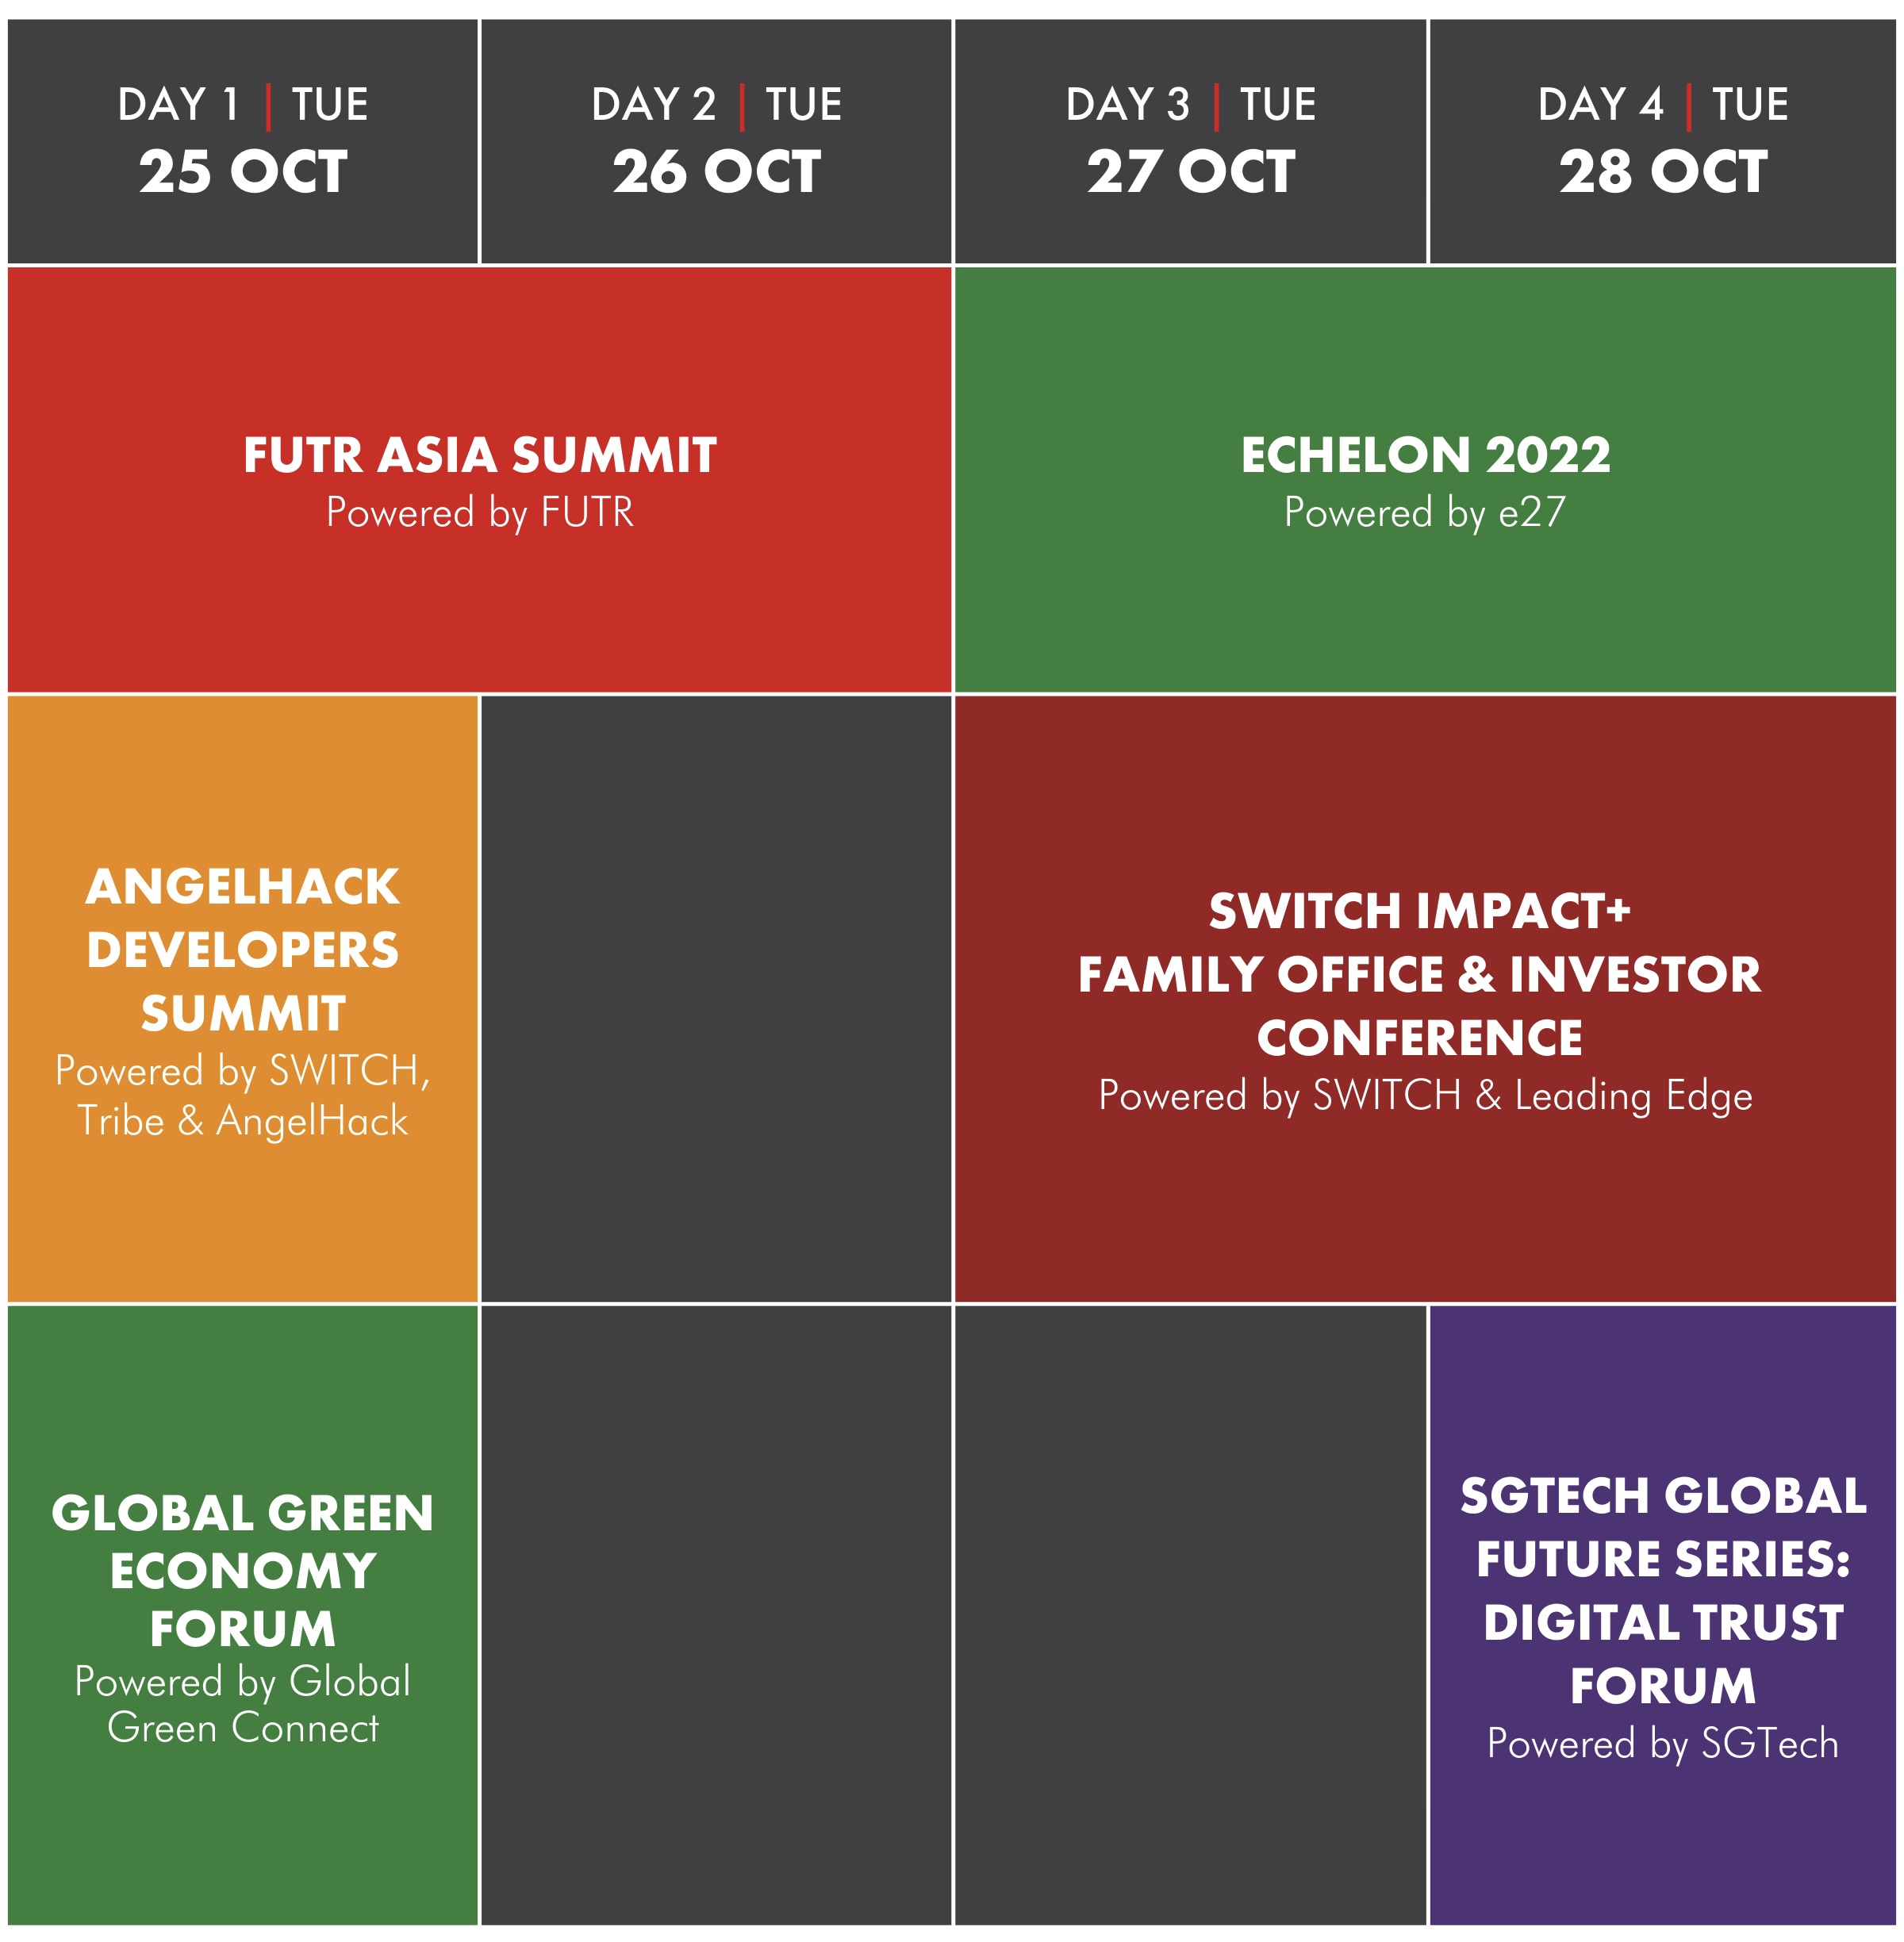 DAY 1 | TUE
25 OCT
DAY 2 | TUE
26 OCT
DAY 3 | TUE
27 OCT
DAY 4 | TUE
28 OCT
FUTR ASIA SUMMIT
Powered by FUTR
ECHELON 2022
Powered by e27
ANGELHACK
DEVELOPERS
SUMMIT
Powered by SWITCH,
Tribe & AngelHack
SWITCH IMPACT+
FAMILY OFFICE & INVESTOR
CONFERENCE
Powered by SWITCH & Leading Edge
GLOBAL GREEN
ECONOMY
FORUM
Powered by Global
Green Connect
SGTECH GLOBAL
FUTURE SERIES:
DIGITAL TRUST
FORUM
Powered by SGTech